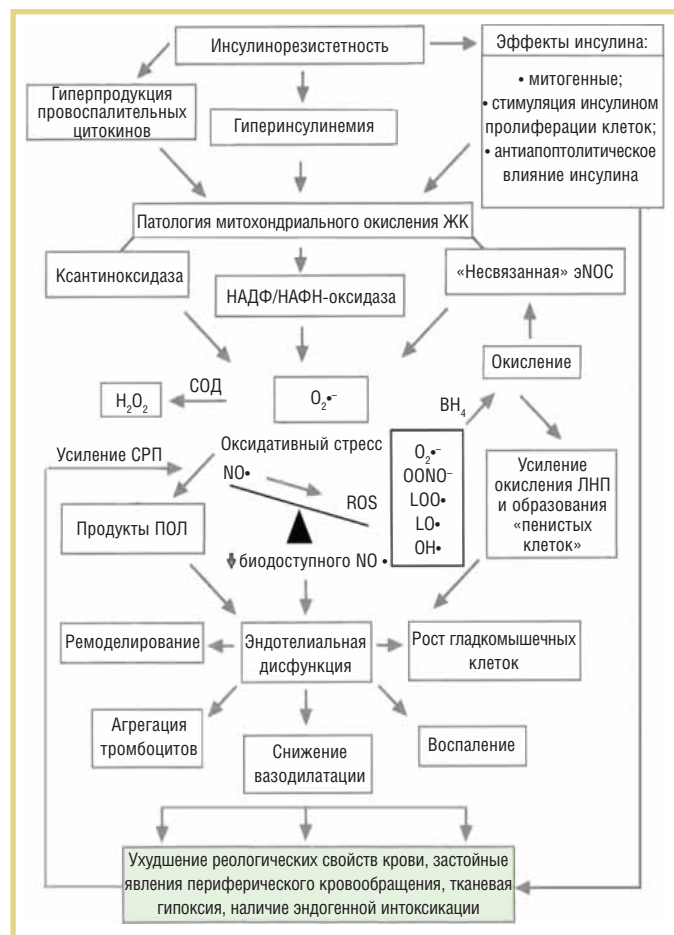 Инсулинорезистетность
Эффекты инсулина:
• митогенные;
• стимуляция инсулином
пролиферации клеток;
• антиапоптолитическое
влияние инсулина
Гиперпродукция
провоспалительных
цитокинов
Гиперинсулинемия
Патология митохондриального окисления ЖК
Ксантиноксидаза
НАДФ/НАФН-оксидаза
«Несвязанная» эNOC
Окисление
H₂O₂
СОД
O₂•⁻
BH₄
Усиление СРП
Оксидативный стресс
NO•
ROS
O₂•⁻
OONO⁻
LOO•
LO•
OH•
Усиление
окисления ЛНП
и образования
«пенистых
клеток»
Продукты ПОЛ
биодоступного NO •
Ремоделирование
Эндотелиальная
дисфункция
Рост гладкомышечных
клеток
Агрегация
тромбоцитов
Снижение
вазодилатации
Воспаление
Ухудшение реологических свойств крови, застойные
явления периферического кровообращения, тканевая
гипоксия, наличие эндогенной интоксикации